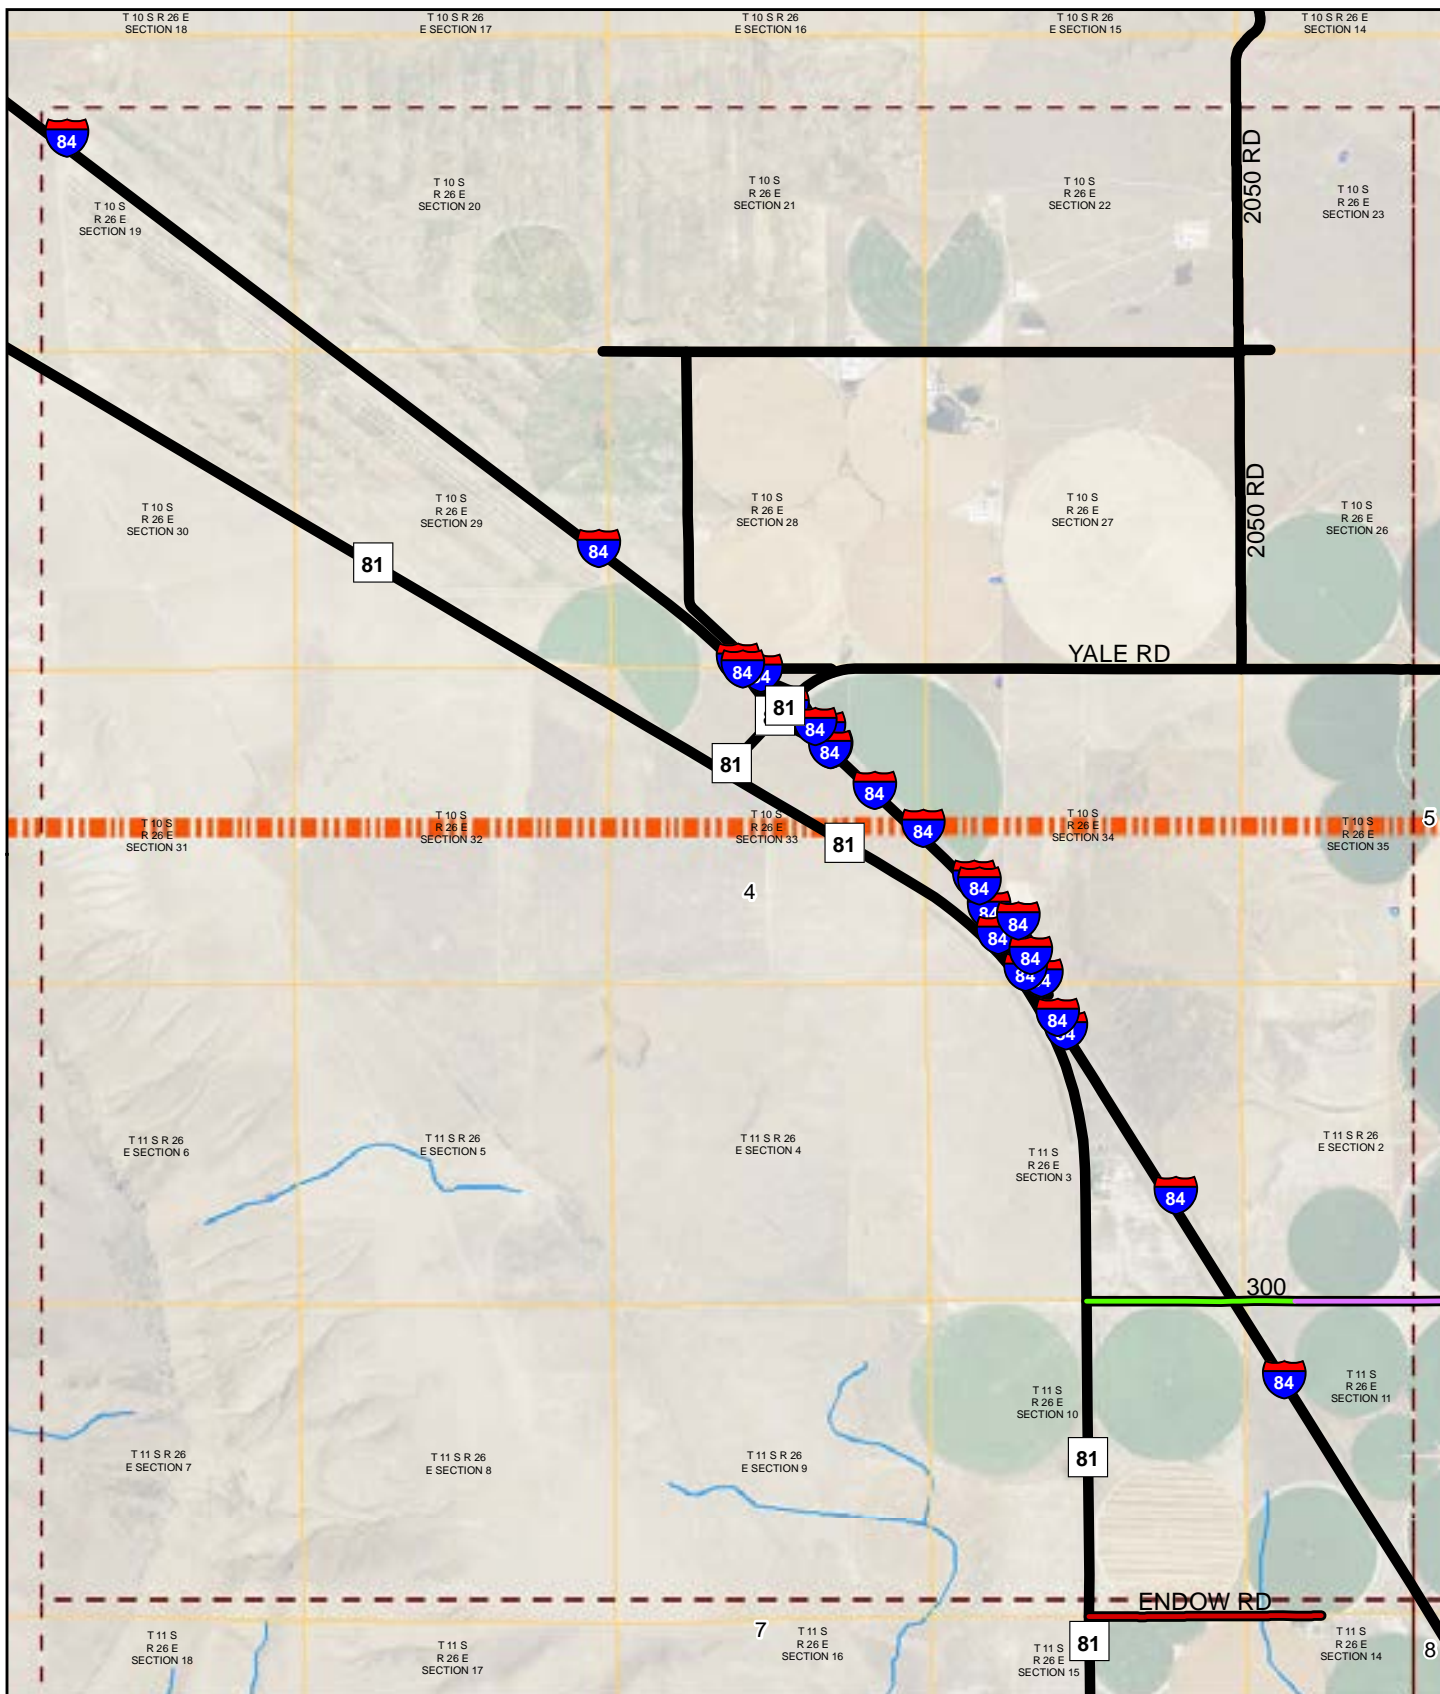 T 10 S R 26 E
SECTION 18
T 10 S R 26
E SECTION 17
T 10 S R 26
E SECTION 16
T 10 S R 26
E SECTION 15
T 10 S R 26 E
SECTION 14
84
2050 RD
T 10 S
R 26 E
SECTION 19
T 10 S
R 26 E
SECTION 20
T 10 S
R 26 E
SECTION 21
T 10 S
R 26 E
SECTION 22
T 10 S
R 26 E
SECTION 23
T 10 S
R 26 E
SECTION 30
T 10 S
R 26 E
SECTION 29
T 10 S
R 26 E
SECTION 28
T 10 S
R 26 E
SECTION 27
2050 RD
T 10 S
R 26 E
SECTION 26
84
81
YALE RD
84
84
81
84
84
81
84
T 10 S
R 26 E
SECTION 31
T 10 S
R 26 E
SECTION 32
T 10 S
R 26 E
SECTION 33
81
84
T 10 S
R 26 E
SECTION 34
T 10 S
R 26 E
SECTION 35
5
4
84
84
84
84
84
84
84
84
84
T 11 S R 26
E SECTION 6
T 11 S R 26
E SECTION 5
T 11 S R 26
E SECTION 4
T 11 S
R 26 E
SECTION 3
T 11 S R 26
E SECTION 2
84
300
84
T 11 S
R 26 E
SECTION 10
T 11 S
R 26 E
SECTION 11
T 11 S R 26
E SECTION 7
T 11 S R 26
E SECTION 8
T 11 S R 26
E SECTION 9
81
ENDOW RD
7
81
8
T 11 S
R 26 E
SECTION 18
T 11 S
R 26 E
SECTION 17
T 11 S
R 26 E
SECTION 16
T 11 S
R 26 E
SECTION 15
T 11 S
R 26 E
SECTION 14